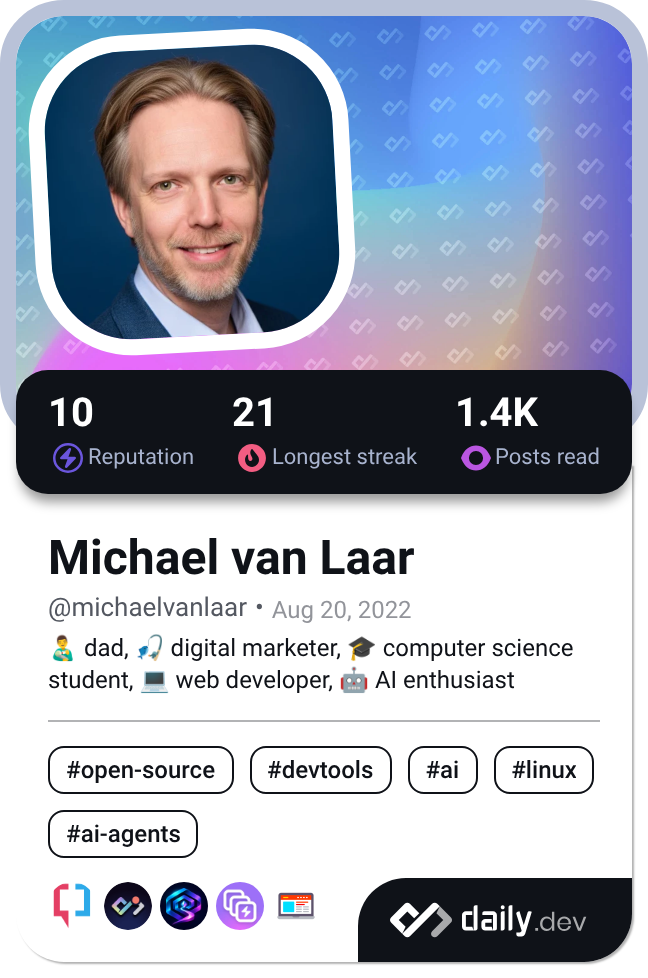 10 21 1.4K
Reputation Longest streak Posts read
Michael van Laar
@michaelvanlaar • Aug 20, 2022
👨‍🍼 dad, 🎣 digital marketer, 🎓 computer science
student, 💻 web developer, 🤖 AI enthusiast
#open-source #devtools #ai #linux
#ai-agents
daily.dev